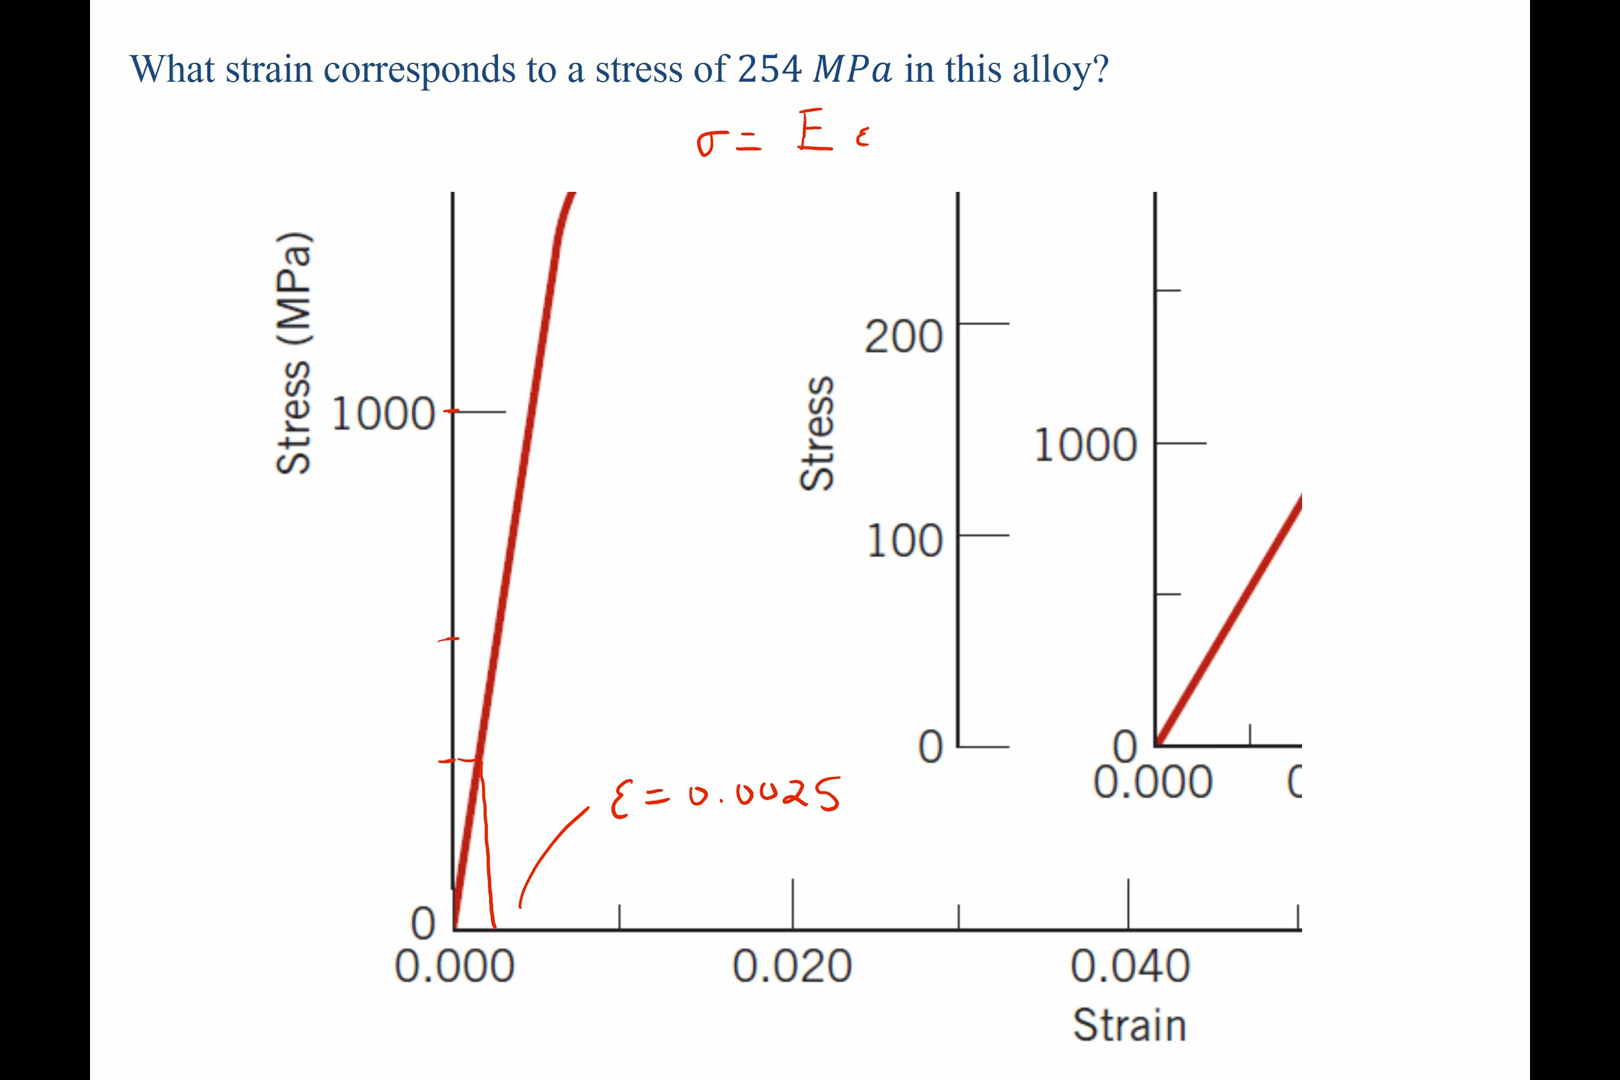 What strain corresponds to a stress of 254 MPa in this alloy?
σ = E ε
Stress (MPa)
1000
0
0.000
0.020
0.040
Strain
ε = 0.0025
Stress
200
100
0
1000
0
0.000